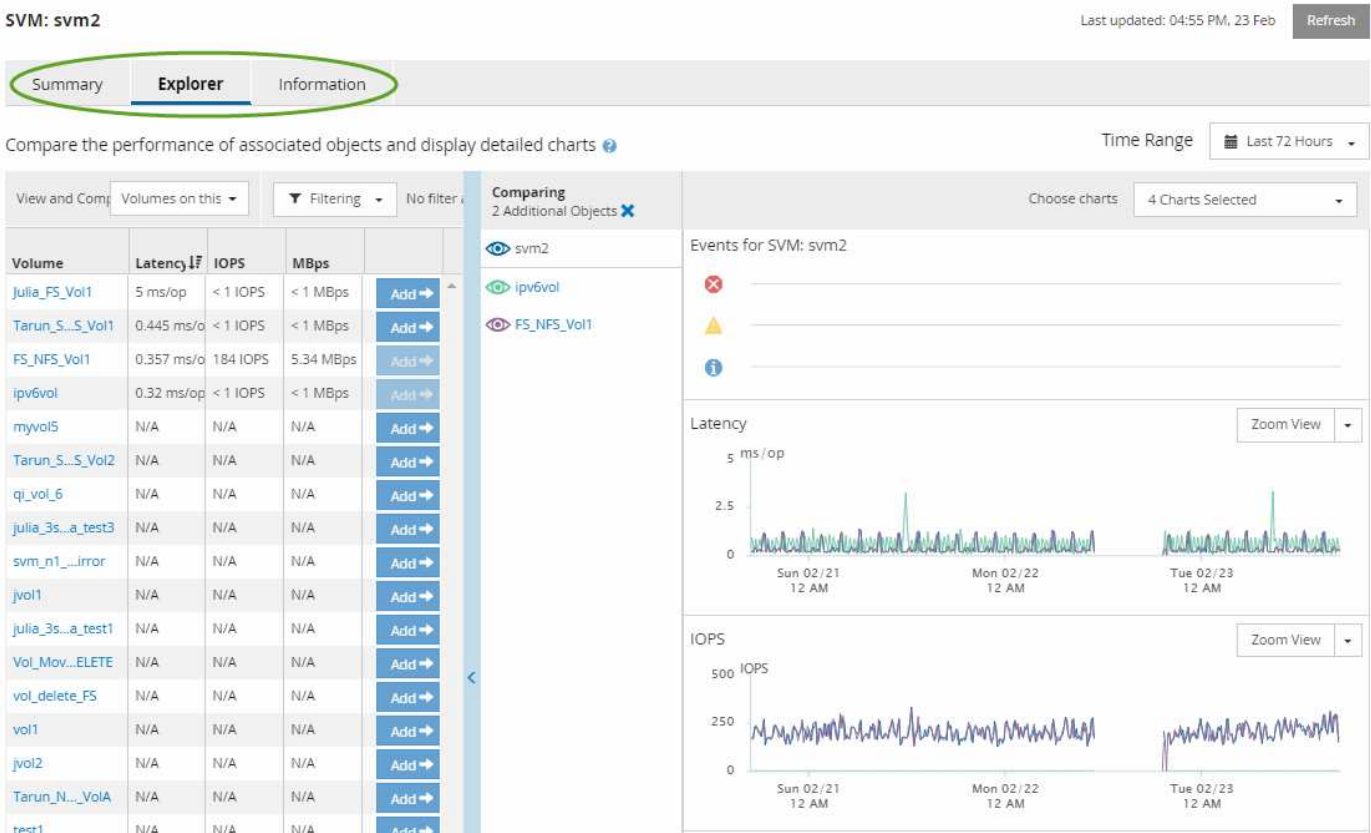 SVM: svm2
Last updated: 04:55 PM, 23 Feb Refresh
Summary Explorer Information
Compare the performance of associated objects and display detailed charts ?
Time Range Last 72 Hours
View and Comp Volumes on this Filtering No filter
Volume Latency IOPS MBps
Julia_FS_Vol1 5 ms/op < 1 IOPS < 1 MBps Add
Tarun_S...S_Vol1 0.445 ms/o < 1 IOPS < 1 MBps Add
FS_NFS_Vol1 0.357 ms/o 184 IOPS 5.34 MBps Add
ipv6vol 0.32 ms/op < 1 IOPS < 1 MBps Add
myvol5 N/A N/A N/A Add
Tarun_S...S_Vol2 N/A N/A N/A Add
qi_vol_6 N/A N/A N/A Add
julia_3s...a_test3 N/A N/A N/A Add
svm_n1_...irror N/A N/A N/A Add
jvol1 N/A N/A N/A Add
julia_3s...a_test1 N/A N/A N/A Add
Vol_Mov...ELETE N/A N/A N/A Add
vol_delete_FS N/A N/A N/A Add
vol1 N/A N/A N/A Add
jvol2 N/A N/A N/A Add
Tarun_N..._VolA N/A N/A N/A Add
test1 N/A N/A N/A Add
Comparing
2 Additional Objects
svm2
ipv6vol
FS_NFS_Vol1
Choose charts 4 Charts Selected
Events for SVM: svm2
Latency Zoom View
5 ms/op
2.5
0
Sun 02/21 Mon 02/22 Tue 02/23
12 AM 12 AM 12 AM
IOPS Zoom View
500 IOPS
250
0
Sun 02/21 Mon 02/22 Tue 02/23
12 AM 12 AM 12 AM